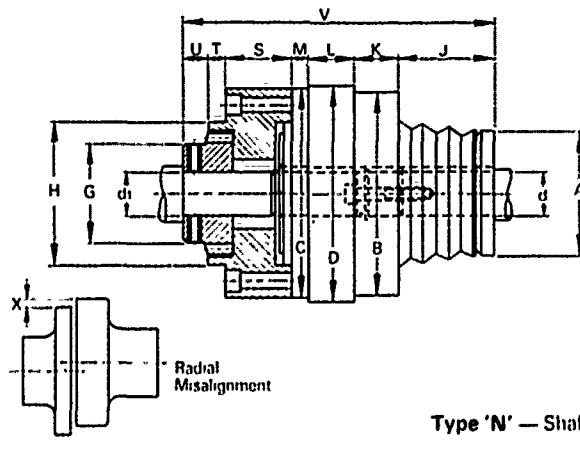 V
U T S M L K J
H G d1 C D B d A
X
Radial
Misalignment
Type 'N' — Shaf